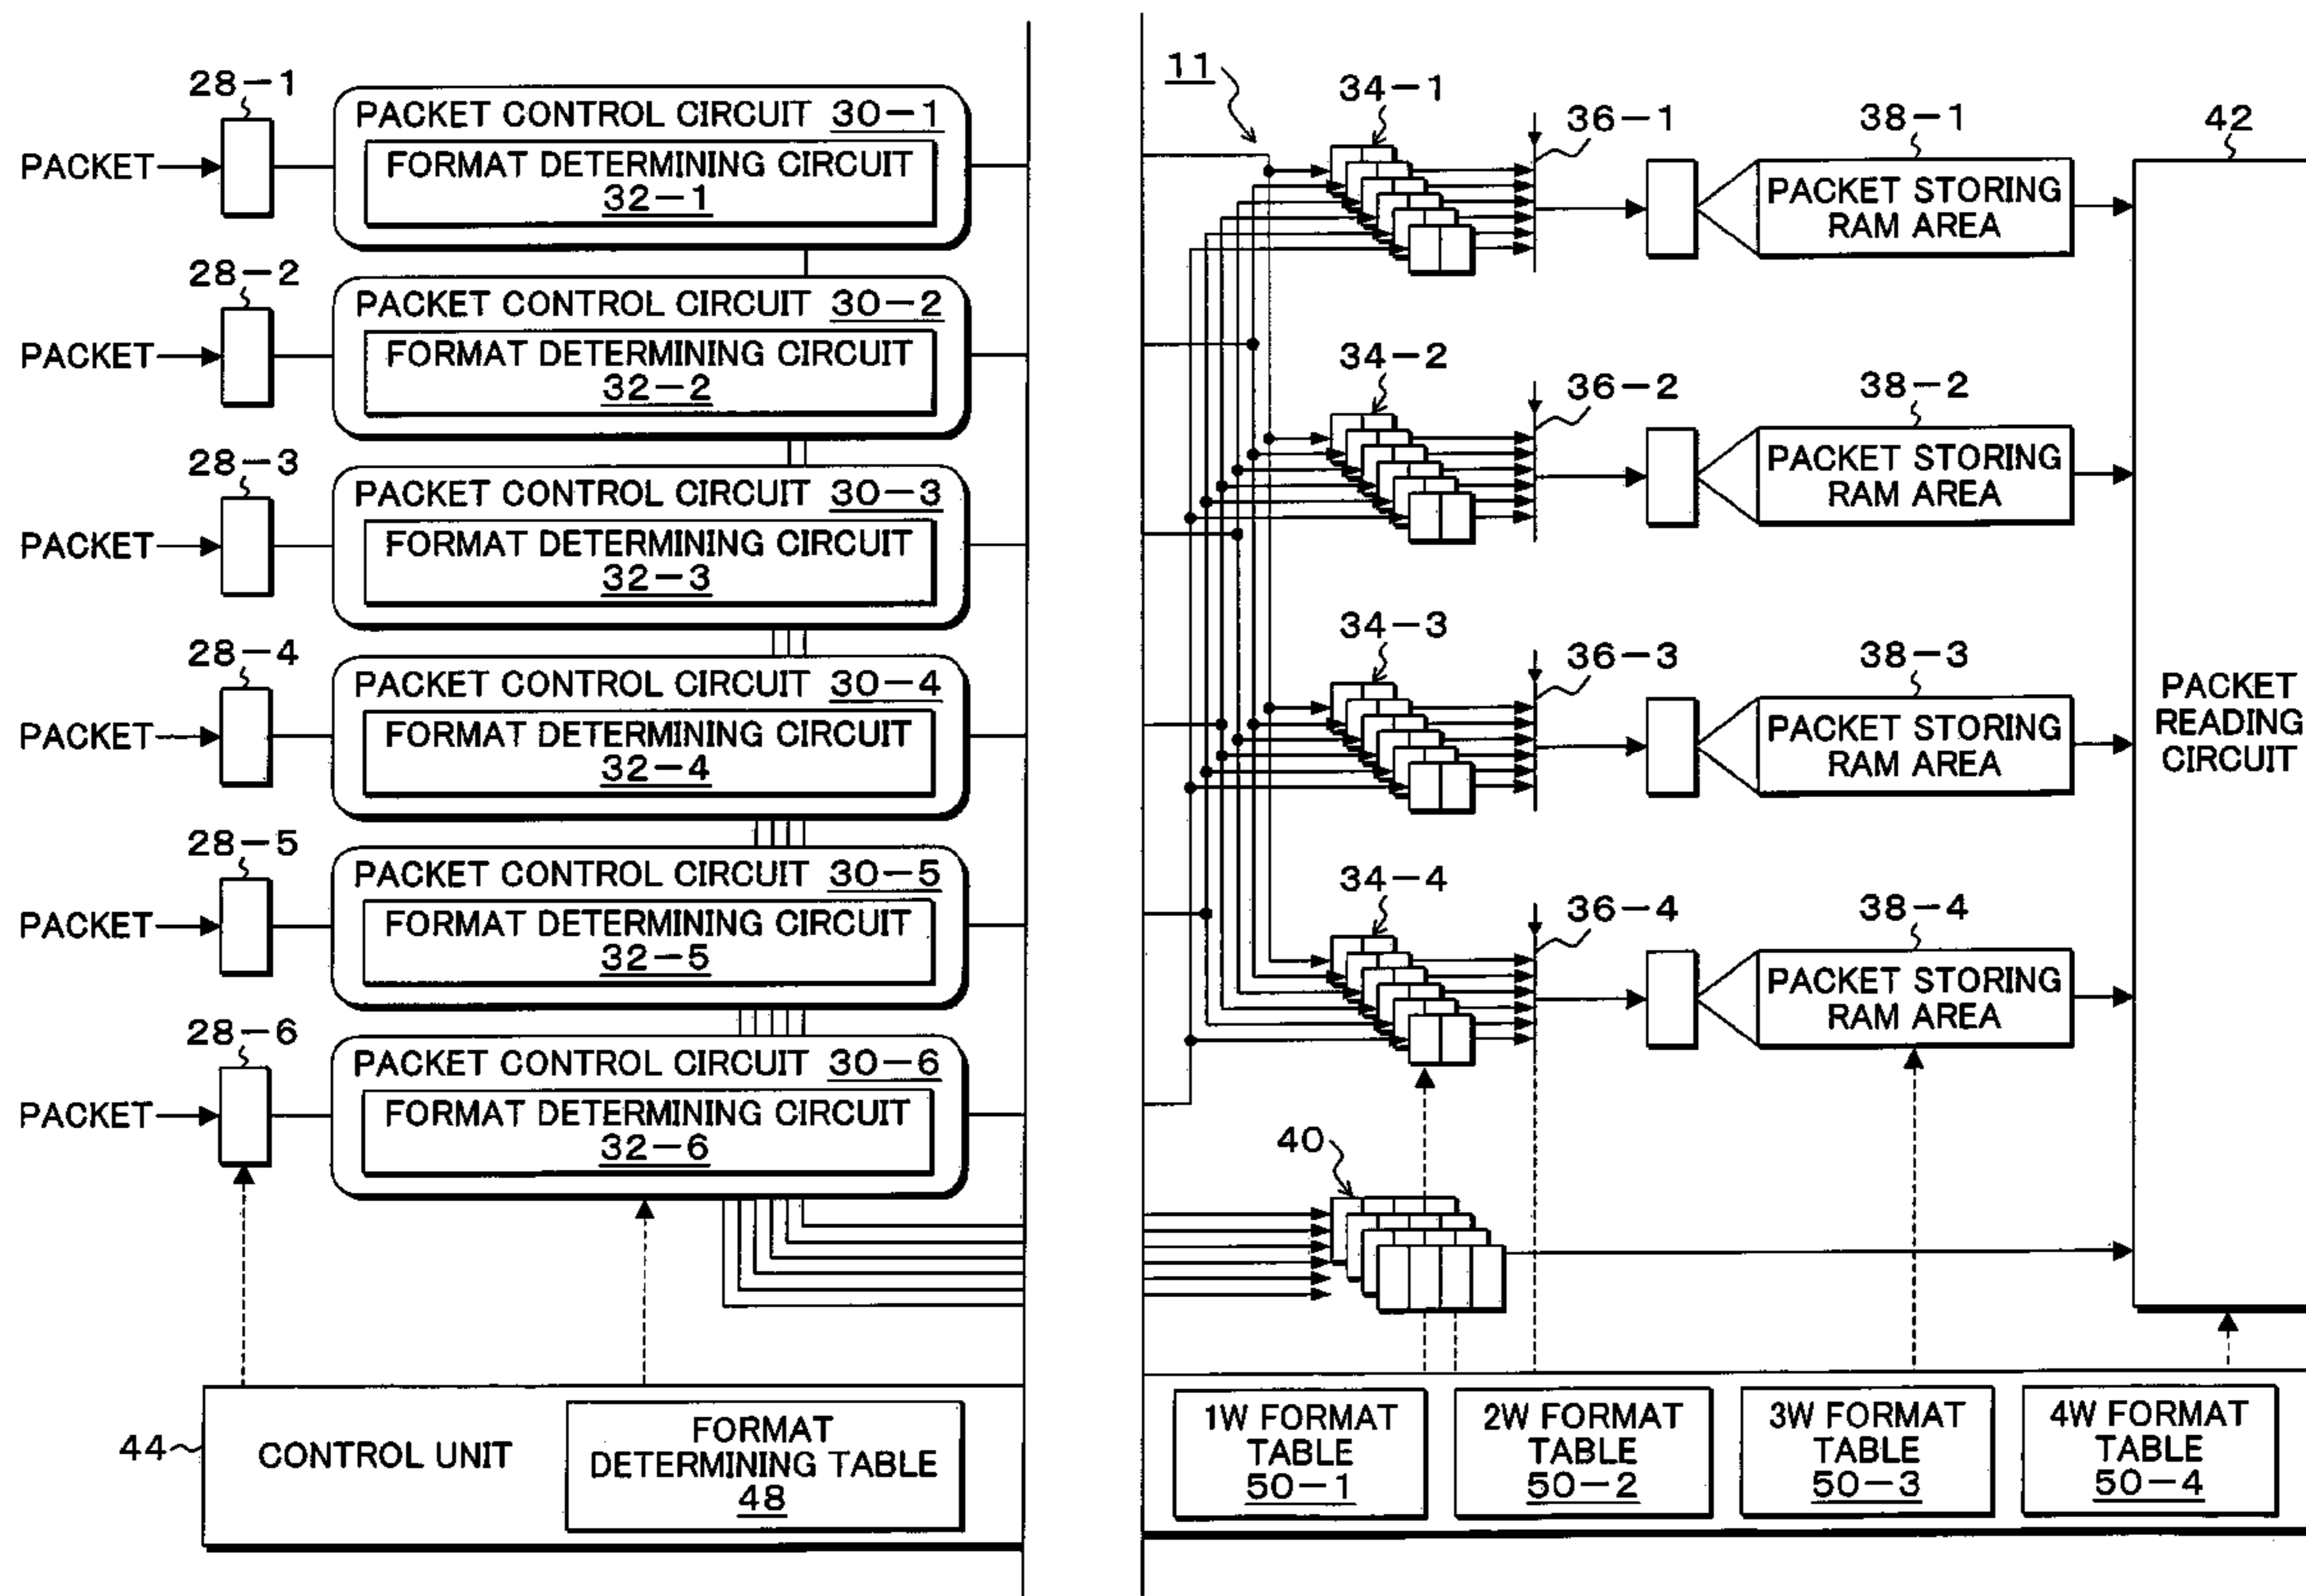 28-1
PACKET
PACKET CONTROL CIRCUIT 30-1
FORMAT DETERMINING CIRCUIT
32-1
28-2
PACKET
PACKET CONTROL CIRCUIT 30-2
FORMAT DETERMINING CIRCUIT
32-2
28-3
PACKET
PACKET CONTROL CIRCUIT 30-3
FORMAT DETERMINING CIRCUIT
32-3
28-4
PACKET
PACKET CONTROL CIRCUIT 30-4
FORMAT DETERMINING CIRCUIT
32-4
28-5
PACKET
PACKET CONTROL CIRCUIT 30-5
FORMAT DETERMINING CIRCUIT
32-5
28-6
PACKET
PACKET CONTROL CIRCUIT 30-6
FORMAT DETERMINING CIRCUIT
32-6
44
CONTROL UNIT
FORMAT
DETERMINING TABLE
48
11
34-1
36-1
38-1
PACKET STORING
RAM AREA
34-2
36-2
38-2
PACKET STORING
RAM AREA
34-3
36-3
38-3
PACKET STORING
RAM AREA
34-4
36-4
38-4
PACKET STORING
RAM AREA
42
PACKET
READING
CIRCUIT
40
1W FORMAT
TABLE
50-1
2W FORMAT
TABLE
50-2
3W FORMAT
TABLE
50-3
4W FORMAT
TABLE
50-4